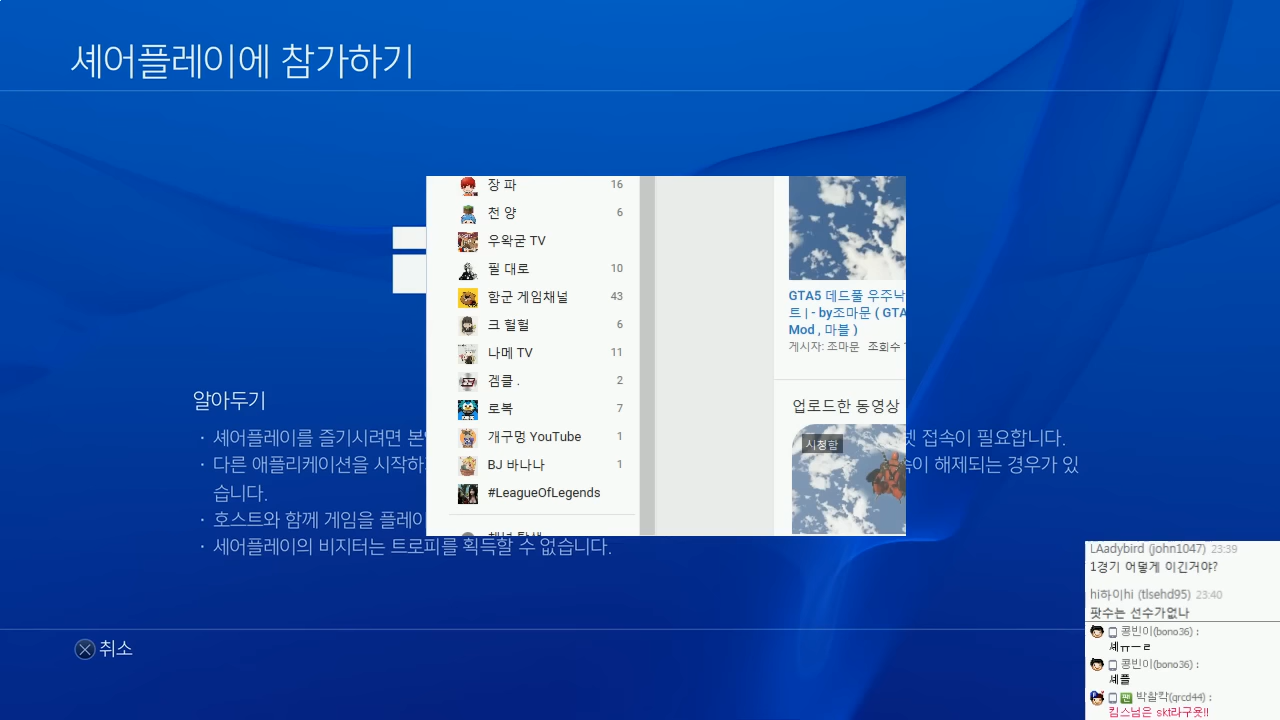 셰어플레이에 참가하기
장 파 16
천 양 6
우왁굳 TV
필 대로 10
함군 게임채널 43
크 헐헐 6
나메 TV 11
겜클 . 2
로복 7
개구멍 YouTube 1
BJ 바나나 1
#LeagueOfLegends
GTA5 데드풀 우주낙
트 | - by조마문 ( GTA
Mod , 마블 )
게시자: 조마문 조회수
업로드한 동영상
시청함
알아두기
· 셰어플레이를 즐기시려면 본 접속이 필요합니다.
· 다른 애플리케이션을 시작하 해제되는 경우가 있
습니다.
· 호스트와 함께 게임을 플레이
· 셰어플레이의 비지터는 트로피를 획득할 수 없습니다.
취소
LAadybird (john1047) 23:39
1경기 어떻게 이긴거야?
hi하이hi (tlsehd95) 23:40
팟수는 선수가없나
콩빈이(bono36) :
셰ㅠㅡㄹ
콩빈이(bono36) :
셰플
팬 박할칵(qrcd44) :
킴스님은 skt라구욧!!